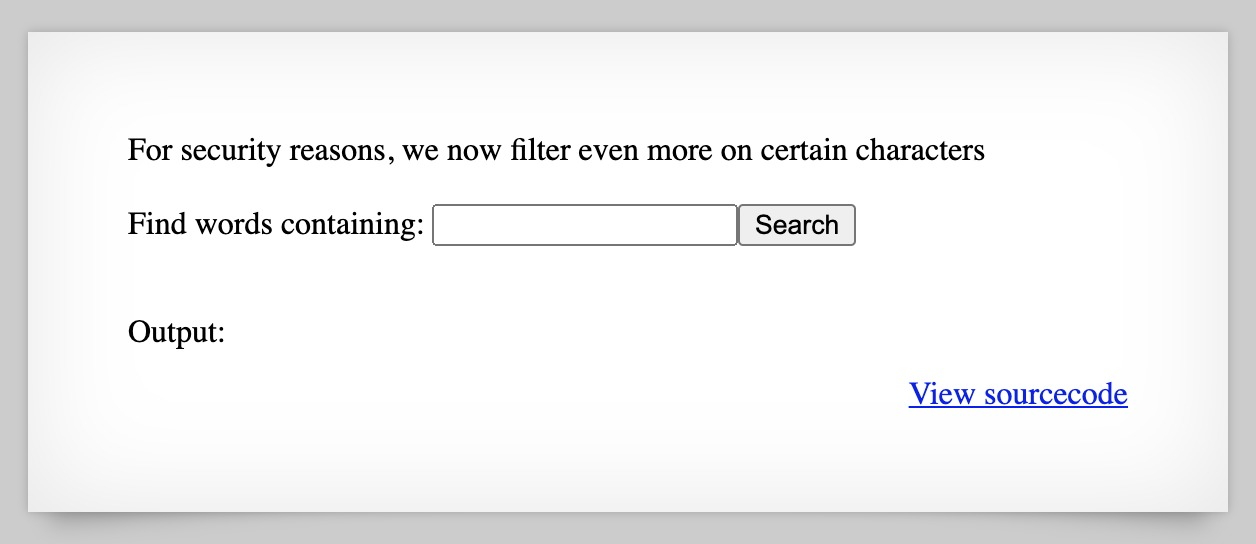 For security reasons, we now filter even more on certain characters
Find words containing: Search
Output:
View sourcecode